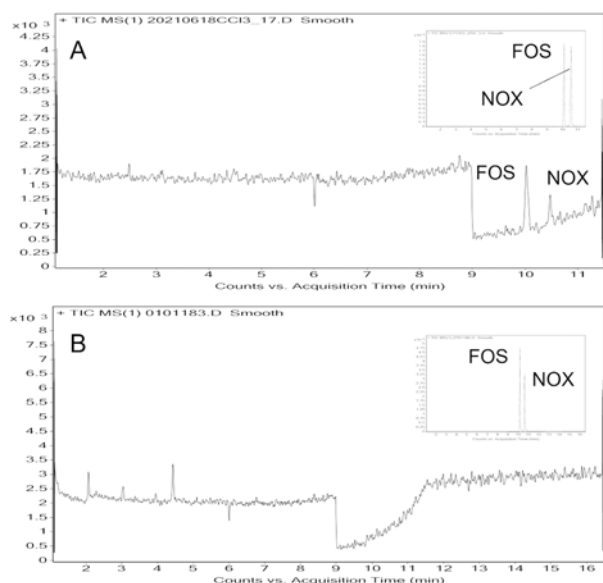 + TIC MS(1) 20210618CCl3_17.D Smooth
x10 3
A
4.25
4
3.75
3.5
3.25
3
2.75
2.5
2.25
2
1.75
1.5
1.25
1
0.75
0.5
0.25
0
FOS
NOX
FOS
NOX
2 3 4 5 6 7 8 9 10 11
Counts vs. Acquisition Time (min)
+ TIC MS(1) 0101183.D Smooth
x10 3
B
8
7.5
7
6.5
6
5.5
5
4.5
4
3.5
3
2.5
2
1.5
1
0.5
0
FOS
NOX
2 3 4 5 6 7 8 9 10 11 12 13 14 15 16
Counts vs. Acquisition Time (min)